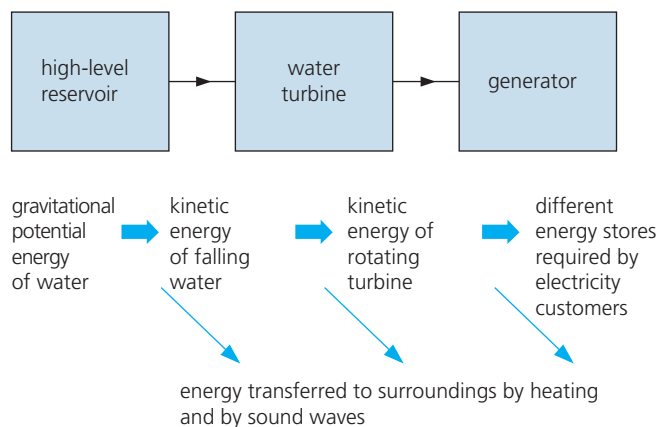 high-level
reservoir
water
turbine
generator
gravitational
potential
energy
of water
kinetic
energy
of falling
water
kinetic
energy of
rotating
turbine
different
energy stores
required by
electricity
customers
energy transferred to surroundings by heating
and by sound waves